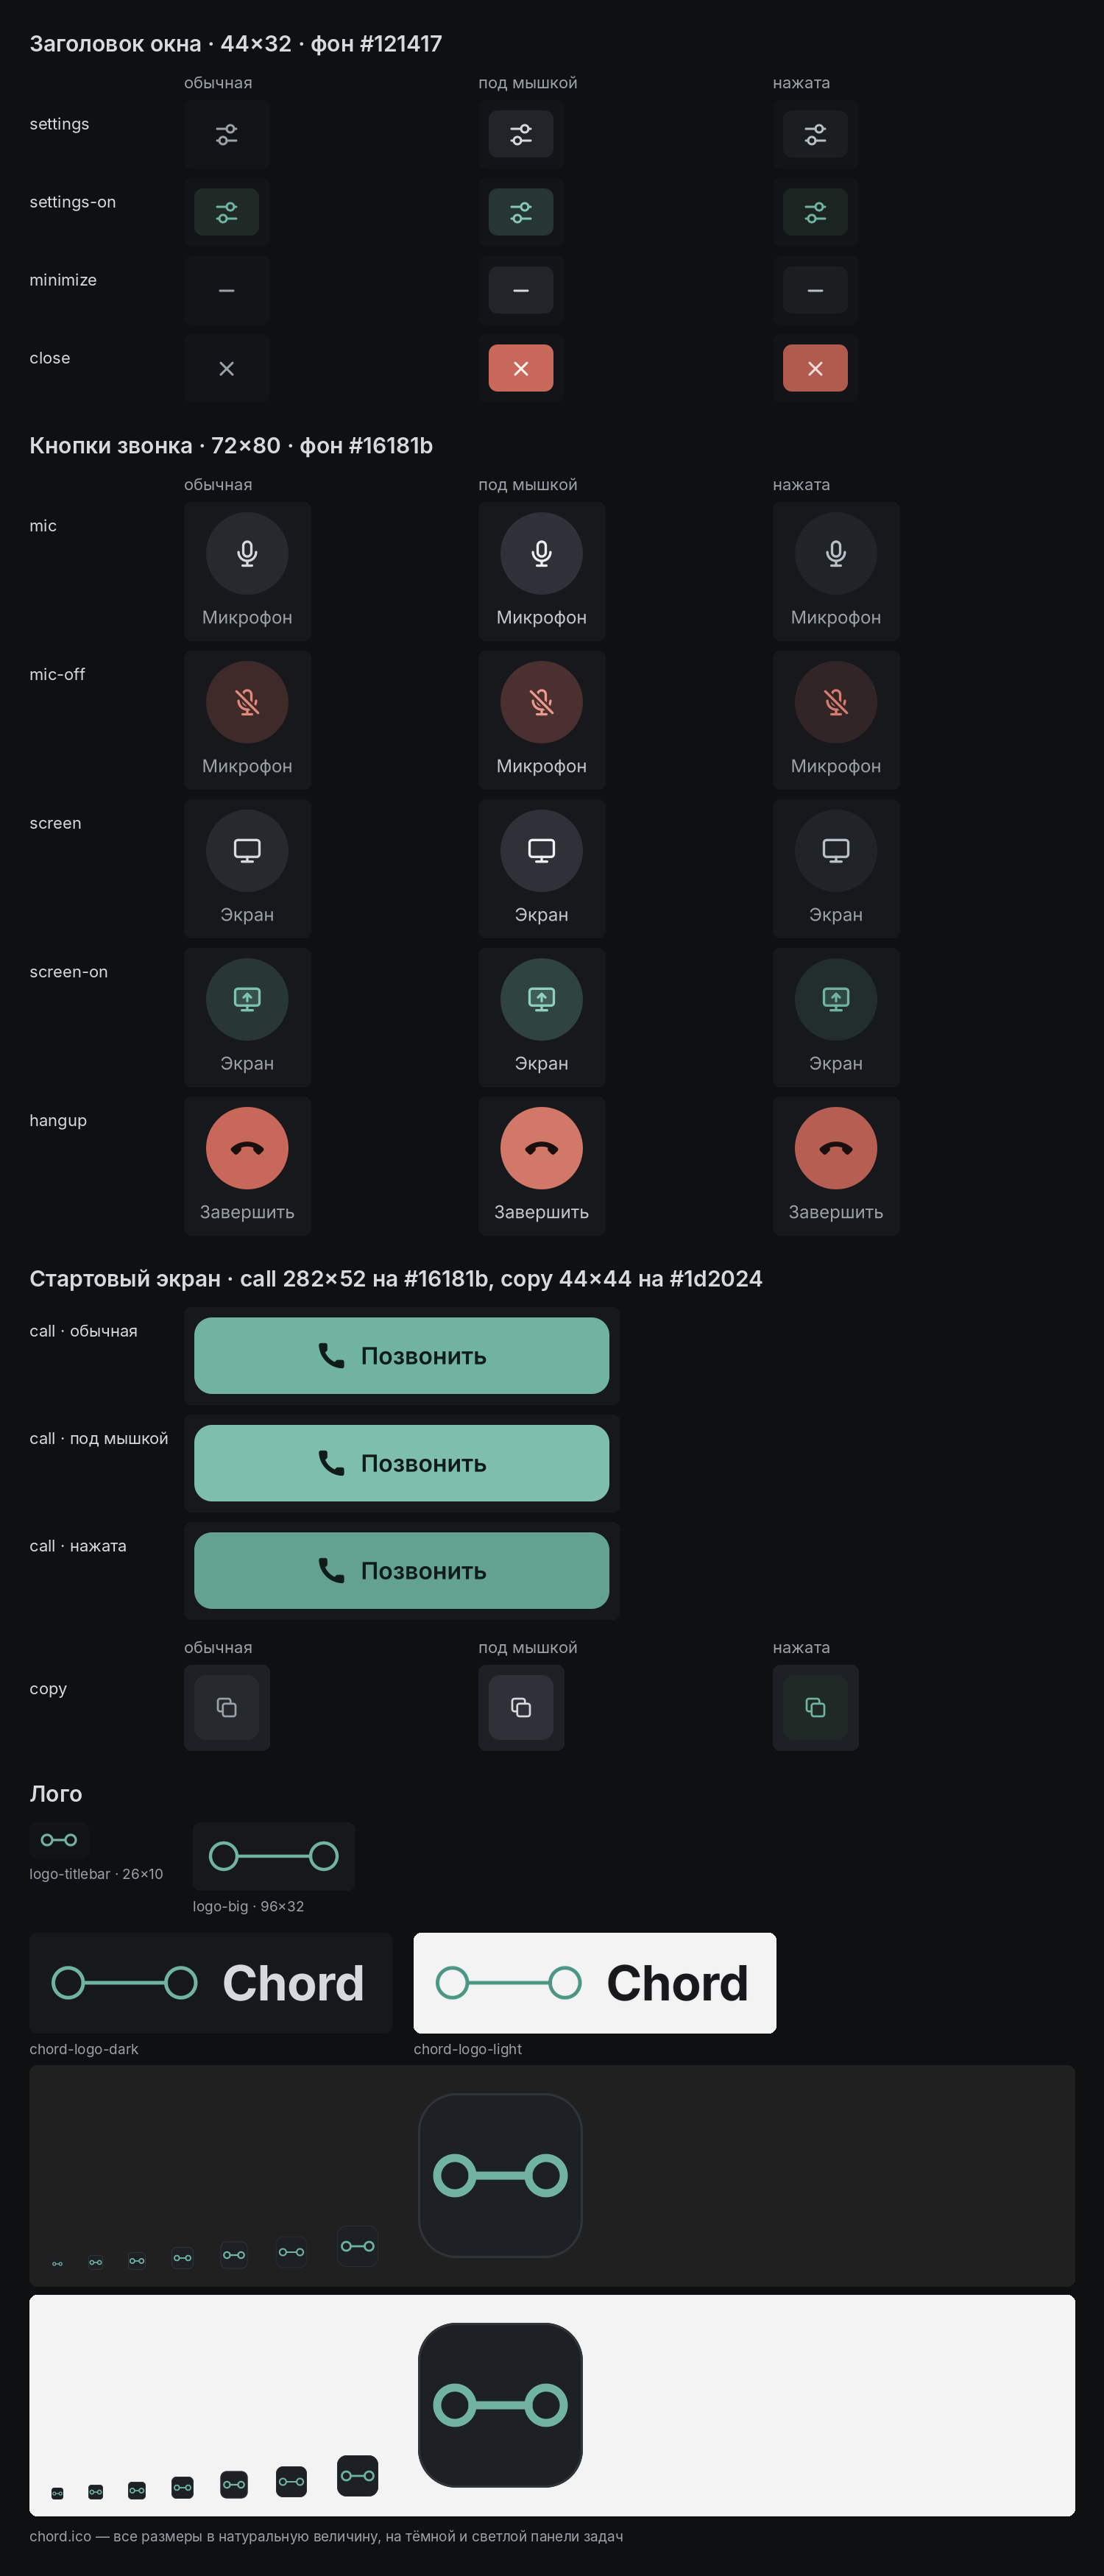 Заголовок окна · 44×32 · фон #121417
обычная под мышкой нажата
settings
settings-on
minimize
close
Кнопки звонка · 72×80 · фон #16181b
обычная под мышкой нажата
mic
Микрофон Микрофон Микрофон
mic-off
Микрофон Микрофон Микрофон
screen
Экран Экран Экран
screen-on
Экран Экран Экран
hangup
Завершить Завершить Завершить
Стартовый экран · call 282×52 на #16181b, copy 44×44 на #1d2024
call · обычная
Позвонить
call · под мышкой
Позвонить
call · нажата
Позвонить
обычная под мышкой нажата
copy
Лого
logo-titlebar · 26×10
logo-big · 96×32
Chord Chord
chord-logo-dark chord-logo-light
chord.ico — все размеры в натуральную величину, на тёмной и светлой панели задач